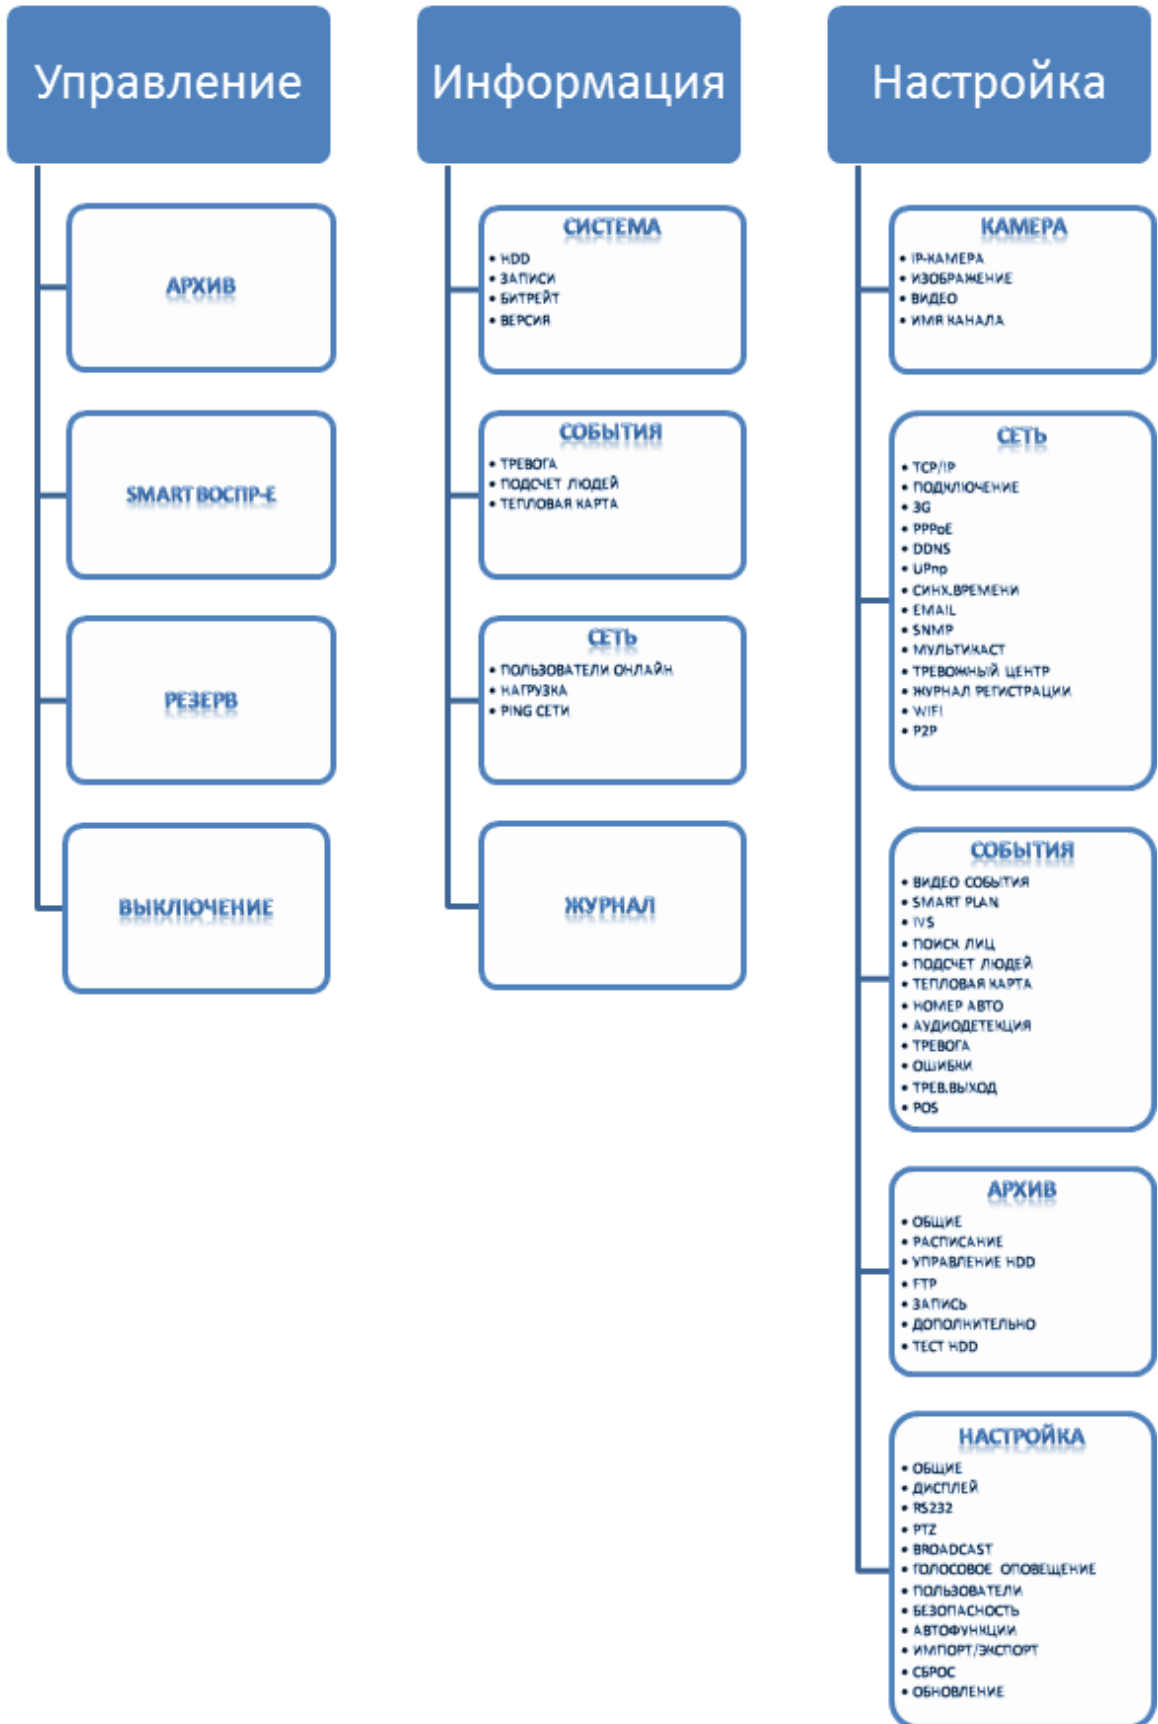 Управление
АРХИВ
SMART ВОСПР-Е
РЕЗЕРВ
ВЫКЛЮЧЕНИЕ
Информация
СИСТЕМА
• HDD
• ЗАПИСИ
• БИТРЕЙТ
• ВЕРСИЯ
СОБЫТИЯ
• ТРЕВОГА
• ПОДСЧЕТ ЛЮДЕЙ
• ТЕПЛОВАЯ КАРТА
СЕТЬ
• ПОЛЬЗОВАТЕЛИ ОНЛАЙН
• НАГРУЗКА
• PING СЕТИ
ЖУРНАЛ
Настройка
КАМЕРА
• IP-КАМЕРА
• ИЗОБРАЖЕНИЕ
• ВИДЕО
• ИМЯ КАНАЛА
СЕТЬ
• TCP/IP
• ПОДКЛЮЧЕНИЕ
• 3G
• PPPoE
• DDNS
• UPnp
• СИНХ.ВРЕМЕНИ
• EMAIL
• SNMP
• МУЛЬТИКАСТ
• ТРЕВОЖНЫЙ ЦЕНТР
• ЖУРНАЛ РЕГИСТРАЦИИ
• WIFI
• P2P
СОБЫТИЯ
• ВИДЕО СОБЫТИЯ
• SMART PLAN
• IVS
• ПОИСК ЛИЦ
• ПОДСЧЕТ ЛЮДЕЙ
• ТЕПЛОВАЯ КАРТА
• НОМЕР АВТО
• АУДИОДЕТЕКЦИЯ
• ТРЕВОГА
• ОШИБКИ
• ТРЕВ.ВЫХОД
• POS
АРХИВ
• ОБЩИЕ
• РАСПИСАНИЕ
• УПРАВЛЕНИЕ HDD
• FTP
• ЗАПИСЬ
• ДОПОЛНИТЕЛЬНО
• ТЕСТ HDD
НАСТРОЙКА
• ОБЩИЕ
• ДИСПЛЕЙ
• RS232
• PTZ
• BROADCAST
• ГОЛОСОВОЕ ОПОВЕЩЕНИЕ
• ПОЛЬЗОВАТЕЛИ
• БЕЗОПАСНОСТЬ
• АВТОФУНКЦИИ
• ИМПОРТ/ЭКСПОРТ
• СБРОС
• ОБНОВЛЕНИЕ